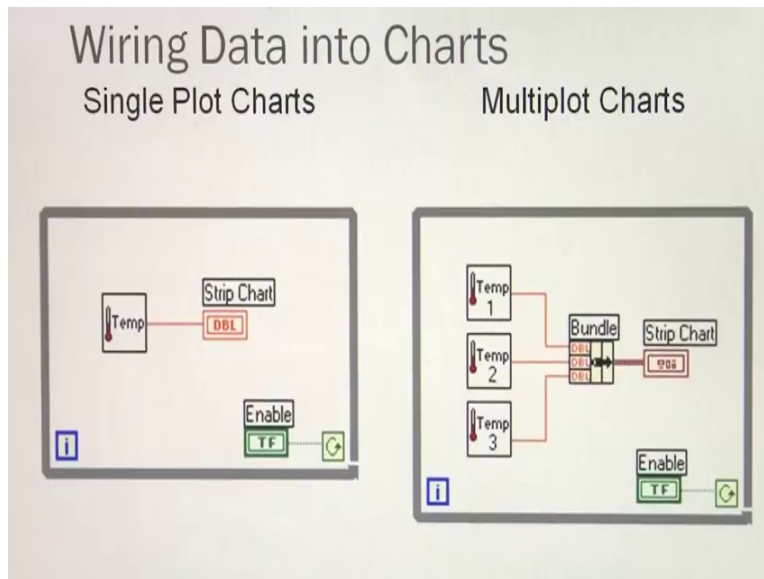 Wiring Data into Charts
Single Plot Charts
Multiplot Charts
Temp
Strip Chart
DBL
Enable
TF
i
Temp
1
Temp
2
Temp
3
Bundle
DBL
DBL
DBL
Strip Chart
Enable
TF
i